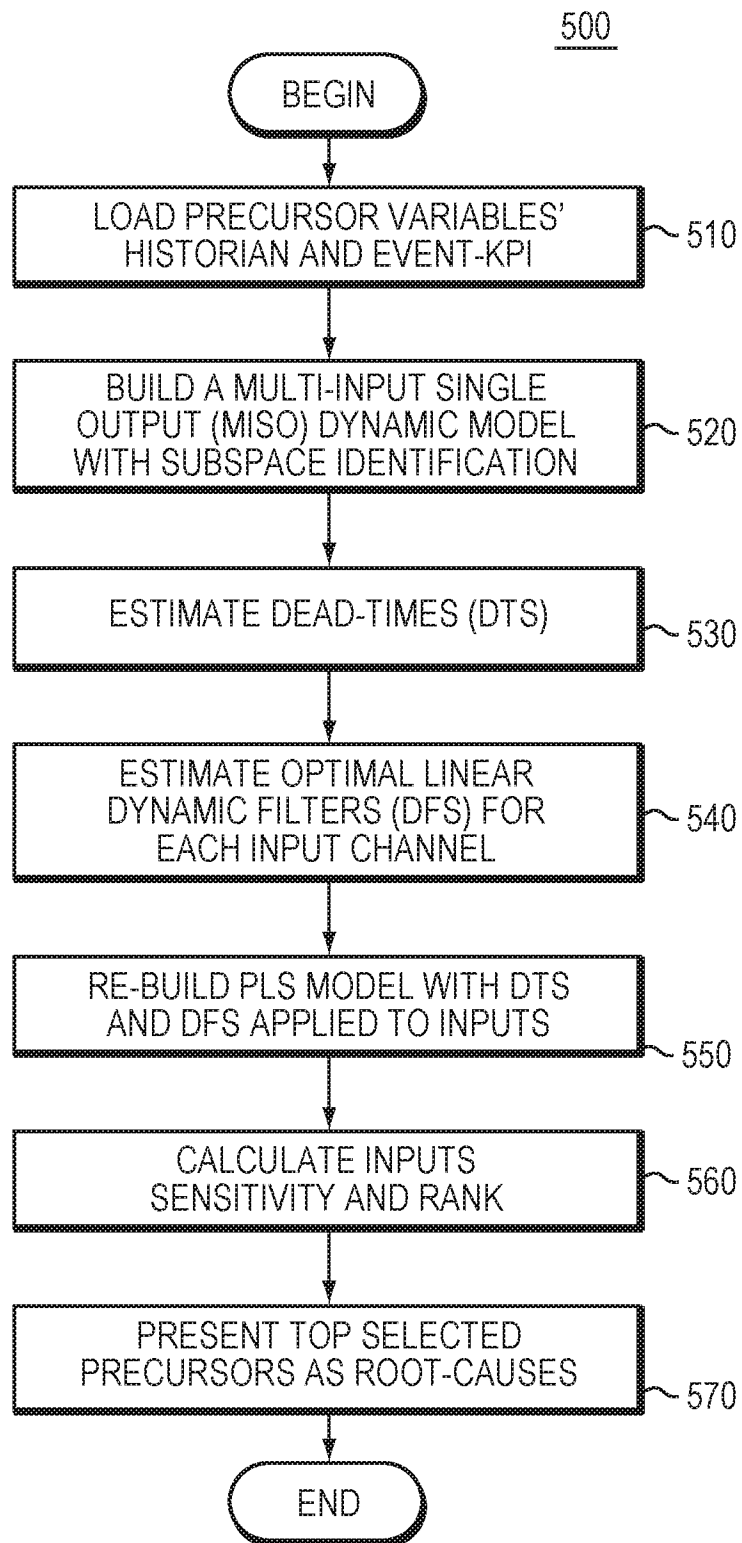 500
BEGIN
LOAD PRECURSOR VARIABLES'
HISTORIAN AND EVENT-KPI
510
BUILD A MULTI-INPUT SINGLE
OUTPUT (MISO) DYNAMIC MODEL
WITH SUBSPACE IDENTIFICATION
520
ESTIMATE DEAD-TIMES (DTS)
530
ESTIMATE OPTIMAL LINEAR
DYNAMIC FILTERS (DFS) FOR
EACH INPUT CHANNEL
540
RE-BUILD PLS MODEL WITH DTS
AND DFS APPLIED TO INPUTS
550
CALCULATE INPUTS
SENSITIVITY AND RANK
560
PRESENT TOP SELECTED
PRECURSORS AS ROOT-CAUSES
570
END